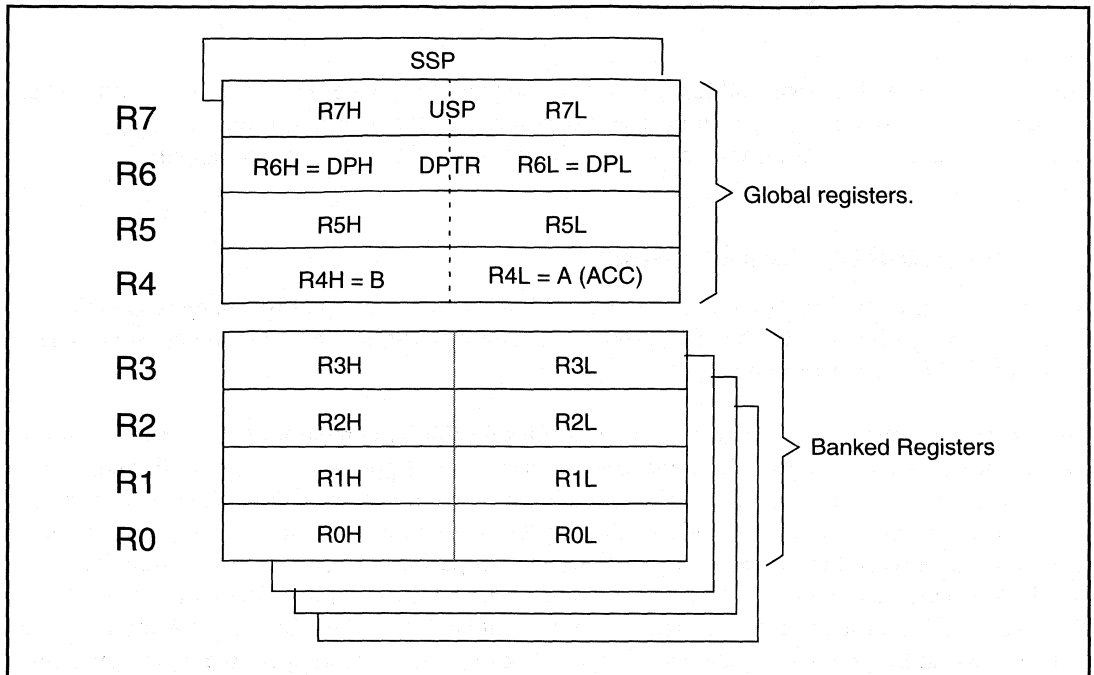 SSP
R7 R7H USP R7L
R6 R6H = DPH DPTR R6L = DPL
Global registers.
R5 R5H R5L
R4 R4H = B R4L = A (ACC)
R3 R3H R3L
R2 R2H R2L
Banked Registers
R1 R1H R1L
R0 R0H R0L